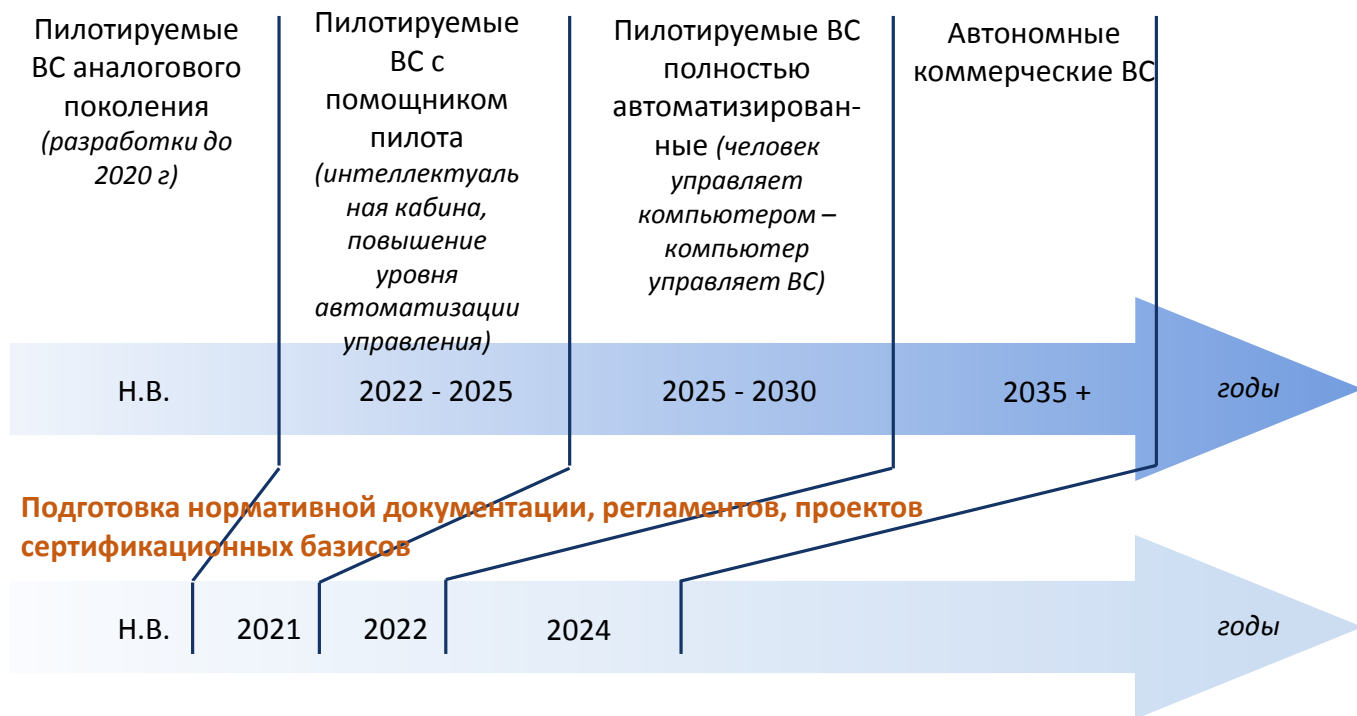 Пилотируемые
ВС аналогового
поколения
(разработки до
2020 г)
Пилотируемые
ВС с
помощником
пилота
(интеллектуаль
ная кабина,
повышение
уровня
автоматизации
управления)
Пилотируемые ВС
полностью
автоматизирован-
ные (человек
управляет
компьютером –
компьютер
управляет ВС)
Автономные
коммерческие ВС
Н.В.
2022 - 2025
2025 - 2030
2035 +
годы
Подготовка нормативной документации, регламентов, проектов
сертификационных базисов
Н.В.
2021
2022
2024
годы